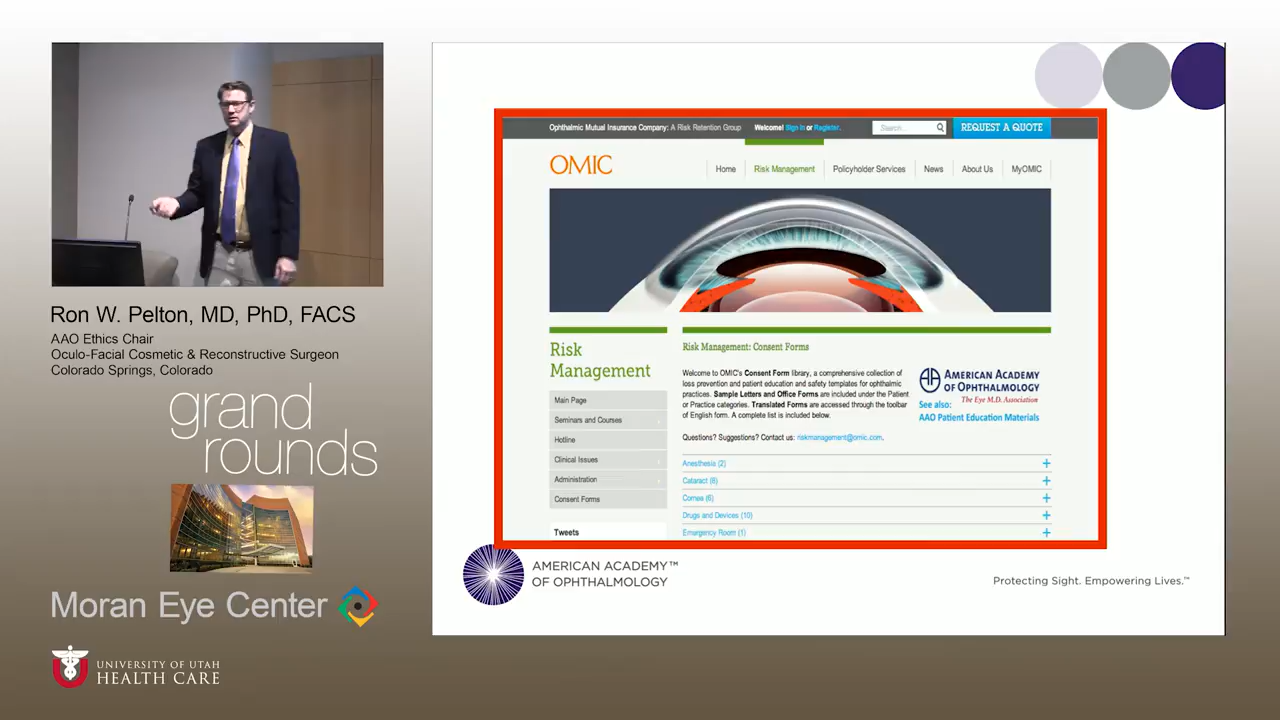 Ron W. Pelton, MD, PhD, FACS
AAO Ethics Chair
Oculo-Facial Cosmetic & Reconstructive Surgeon
Colorado Springs, Colorado
grand
rounds
Moran Eye Center
UNIVERSITY OF UTAH
HEALTH CARE
Ophthalmic Mutual Insurance Company: A Risk Retention Group
Welcome! Sign in or Register.
Search...
REQUEST A QUOTE
OMIC
Home
Risk Management
Policyholder Services
News
About Us
MyOMIC
Risk
Management
Main Page
Seminars and Courses
Hotline
Clinical Issues
Administration
Consent Forms
Tweets
Risk Management: Consent Forms
Welcome to OMIC's Consent Form library, a comprehensive collection of
loss prevention and patient education and safety templates for ophthalmic
practices. Sample Letters and Office Forms are included under the Patient
or Practice categories. Translated Forms are accessed through the toolbar
of English form. A complete list is included below.
Questions? Suggestions? Contact us: riskmanagement@omic.com.
AMERICAN ACADEMY
OF OPHTHALMOLOGY
The Eye M.D. Association
See also:
AAO Patient Education Materials
Anesthesia (2) +
Cataract (8) +
Cornea (6) +
Drugs and Devices (10) +
Emergency Room (1) +
AMERICAN ACADEMY™
OF OPHTHALMOLOGY
Protecting Sight. Empowering Lives.™